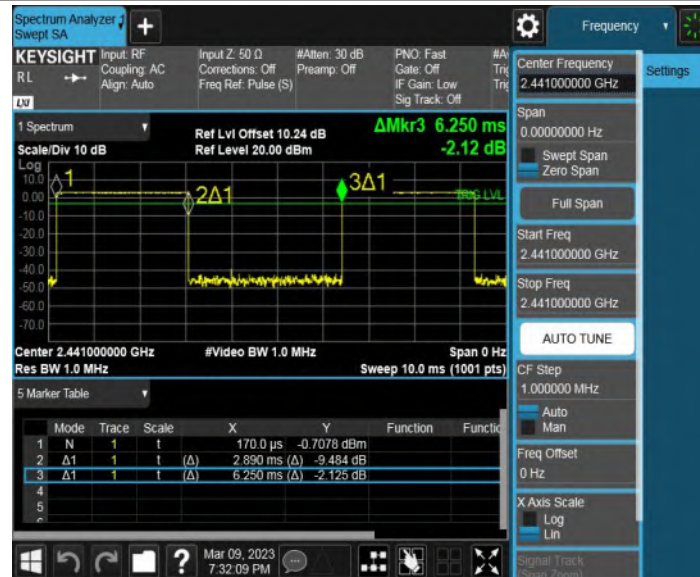 Spectrum Analyzer 1
Swept SA
+
Frequency
KEYSIGHT
RL
LXI
Input: RF
Coupling: AC
Align: Auto
Input Z: 50 Ω
Corrections: Off
Freq Ref: Pulse (S)
#Atten: 30 dB
Preamp: Off
PNO: Fast
Gate: Off
IF Gain: Low
Sig Track: Off
#A
Trig
Trig
1 Spectrum
Scale/Div 10 dB
Ref Lvl Offset 10.24 dB
Ref Level 20.00 dBm
ΔMkr3 6.250 ms
-2.12 dB
Log
10.0
0.00
-10.0
-20.0
-30.0
-40.0
-50.0
-60.0
-70.0
1
2Δ1
3Δ1
TRIG LVL
Center 2.441000000 GHz
Res BW 1.0 MHz
#Video BW 1.0 MHz
Span 0 Hz
Sweep 10.0 ms (1001 pts)
5 Marker Table
Mode Trace Scale X Y Function Functio
1 N 1 t 170.0 µs -0.7078 dBm
2 Δ1 1 t (Δ) 2.890 ms (Δ) -9.484 dB
3 Δ1 1 t (Δ) 6.250 ms (Δ) -2.125 dB
4
5
?
Mar 09, 2023
7:32:09 PM
Center Frequency
2.441000000 GHz
Settings
Span
0.00000000 Hz
Swept Span
Zero Span
Full Span
Start Freq
2.441000000 GHz
Stop Freq
2.441000000 GHz
AUTO TUNE
CF Step
1.000000 MHz
Auto
Man
Freq Offset
0 Hz
X Axis Scale
Log
Lin
Signal Track
(Span Zoom)